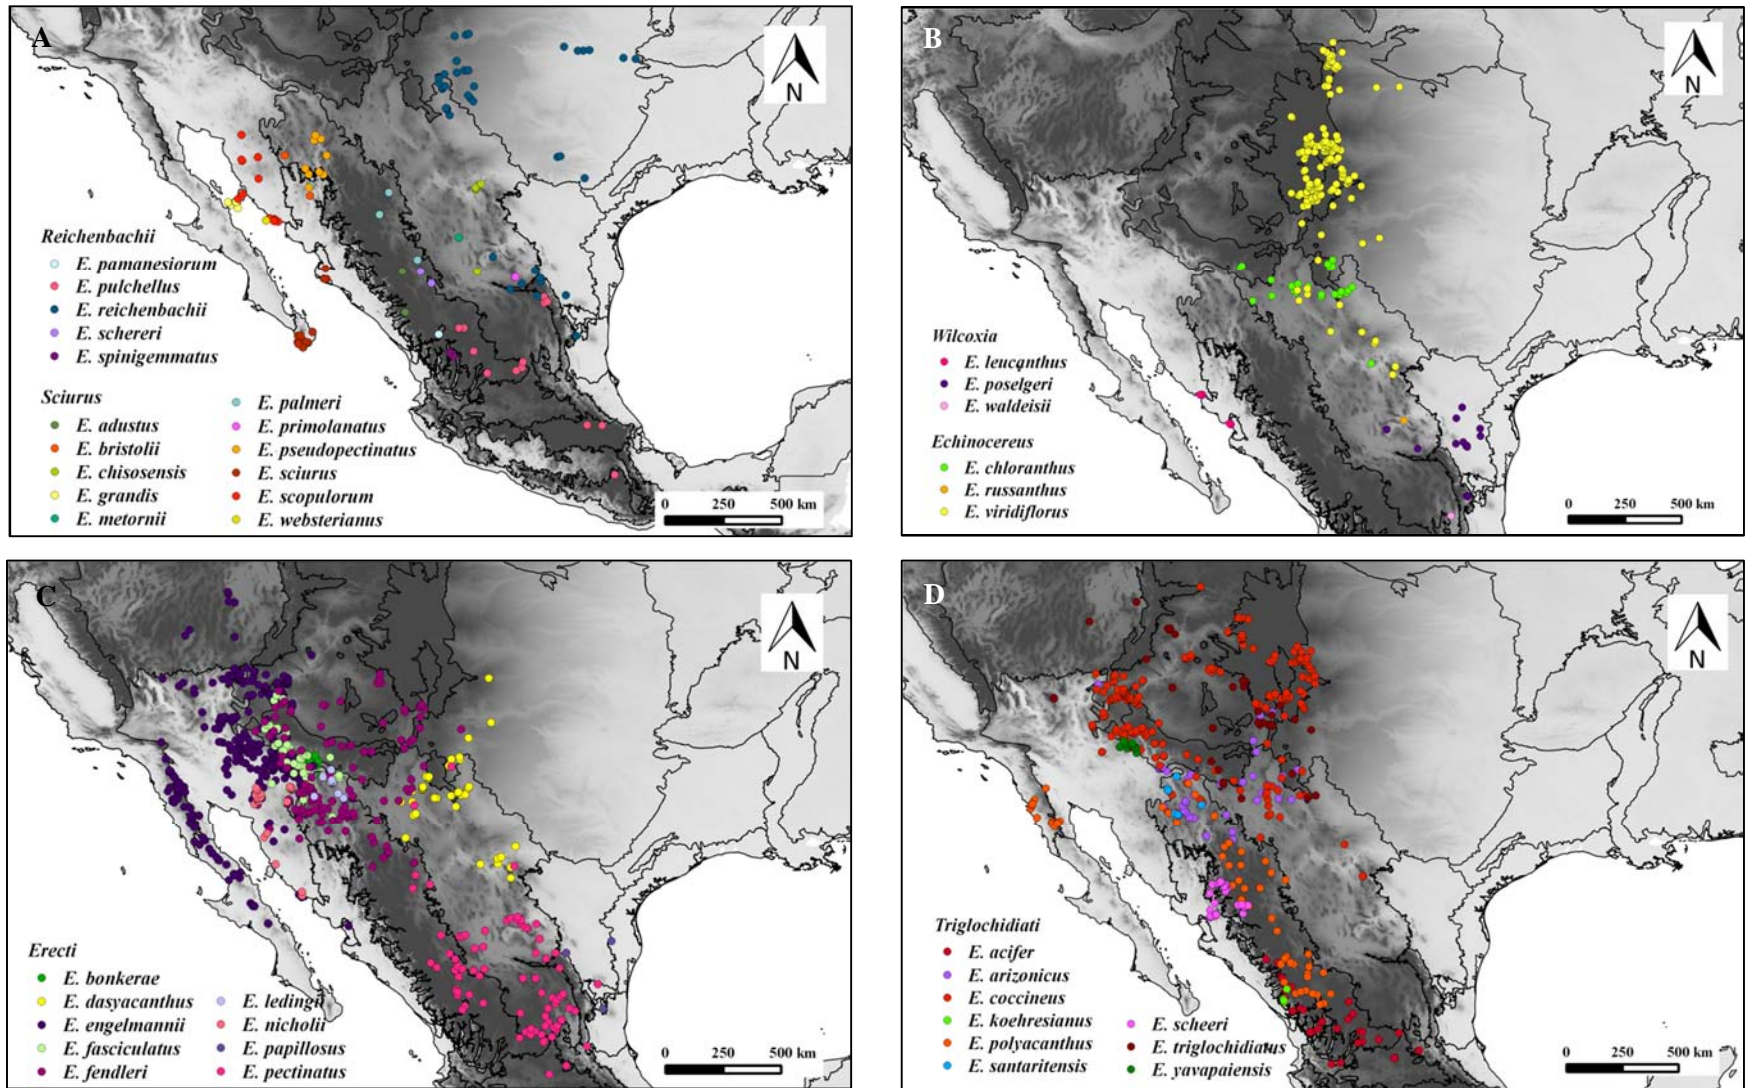 A
N
Reichenbachii
E. pamanesiorum
E. pulchellus
E. reichenbachii
E. schereri
E. spinigemmatus
Sciurus
E. adustus
E. bristolii
E. chisosensis
E. grandis
E. metornii
E. palmeri
E. primolanatus
E. pseudopectinatus
E. sciurus
E. scopulorum
E. websterianus
0 250 500 km
B
N
Wilcoxia
E. leucanthus
E. poselgeri
E. waldeisii
Echinocereus
E. chloranthus
E. russanthus
E. viridiflorus
0 250 500 km
C
N
Erecti
E. bonkerae
E. dasyacanthus
E. engelmannii
E. fasciculatus
E. fendleri
E. ledingii
E. nicholii
E. papillosus
E. pectinatus
0 250 500 km
D
N
Triglochidiati
E. acifer
E. arizonicus
E. coccineus
E. koehresianus
E. polyacanthus
E. santaritensis
E. scheeri
E. triglochidiatus
E. yavapaiensis
0 250 500 km